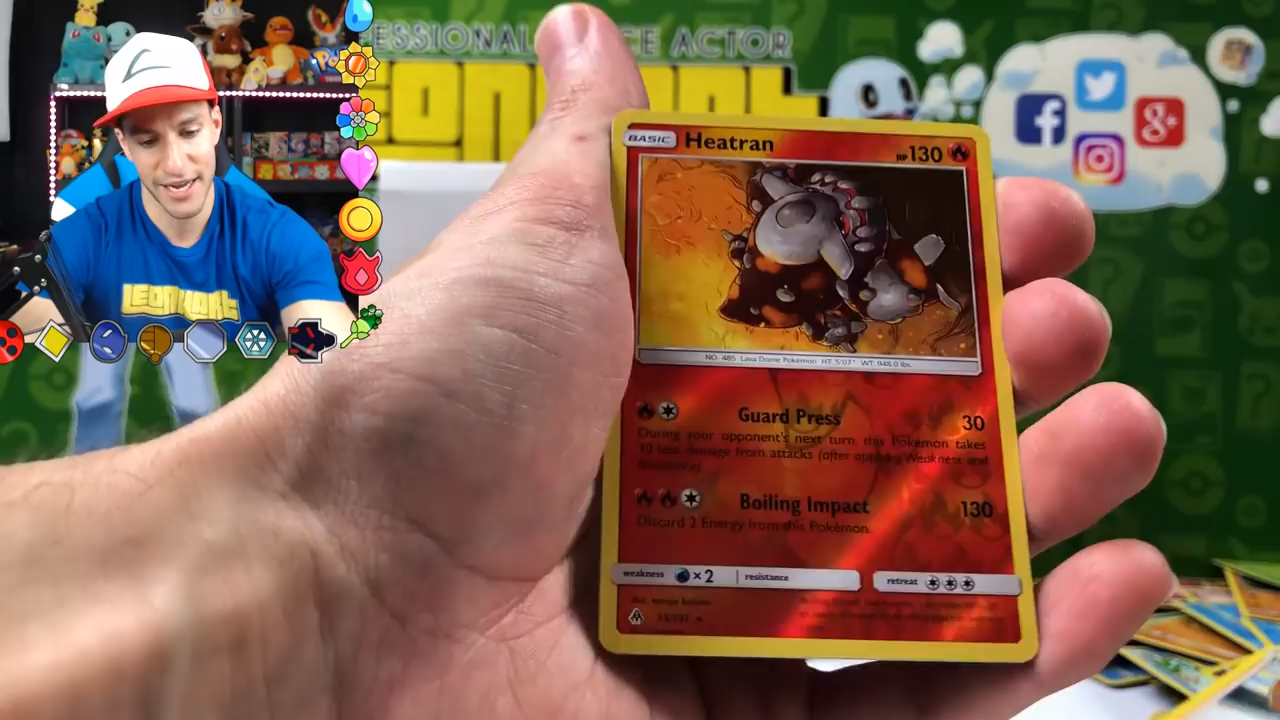 ESSIONAL
CE ACTOR
LEONHART
BASIC Heatran HP 130
NO. 485 Lava Dome Pokémon HT: 5'07" WT: 948.0 lbs.
Guard Press 30
During your opponent's next turn, this Pokémon takes
30 less damage from attacks (after applying Weakness and
Resistance).
Boiling Impact 130
Discard 2 Energy from this Pokémon.
weakness ×2 resistance retreat